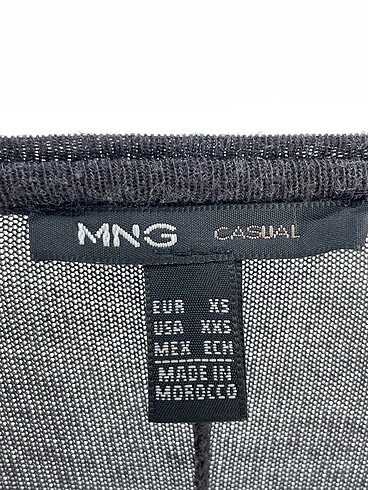 MNG CASUAL
EUR XS
USA XXS
MEX ECH
MADE IN
MOROCCO